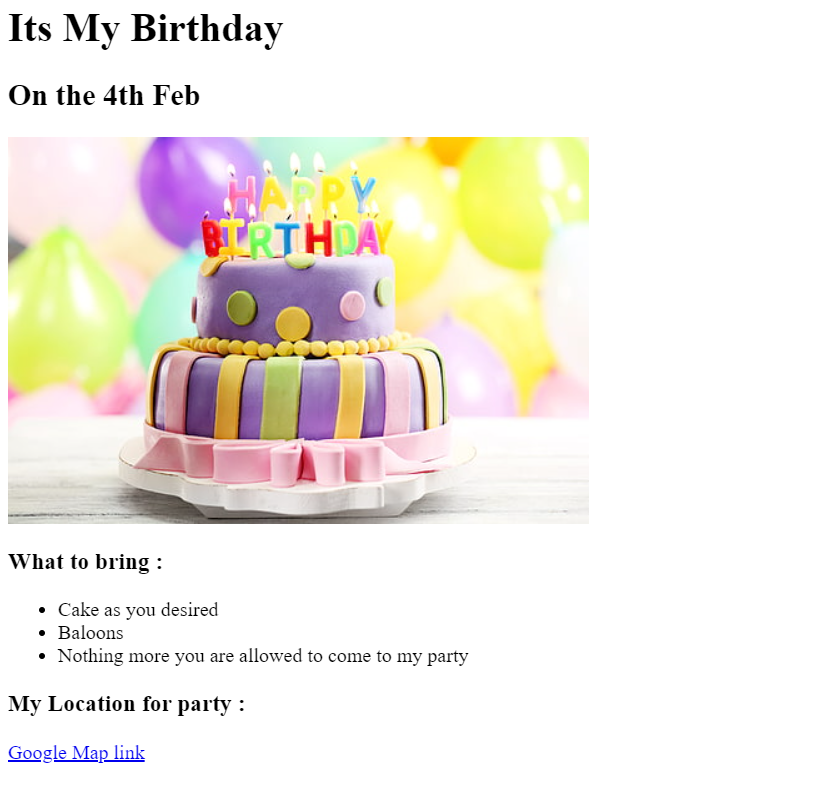 Its My Birthday
On the 4th Feb
HAPPY
BIRTHDAY
What to bring :
Cake as you desired
Baloons
Nothing more you are allowed to come to my party
My Location for party :
Google Map link